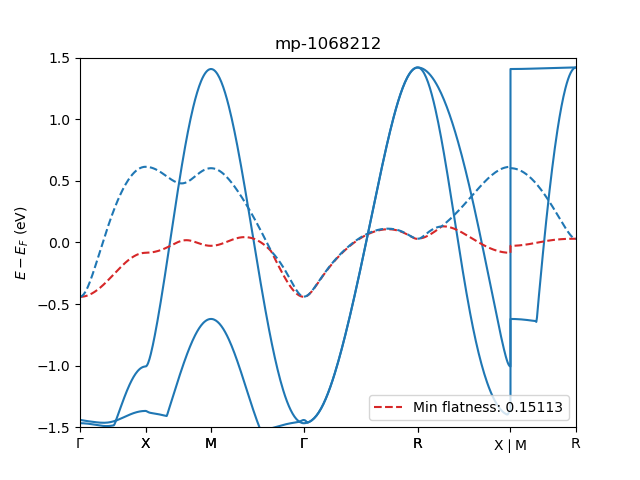 mp-1068212
1.5
1.0
0.5
0.0
−0.5
−1.0
−1.5
E − E_F (eV)
Min flatness: 0.15113
Γ X M Γ R X | M R